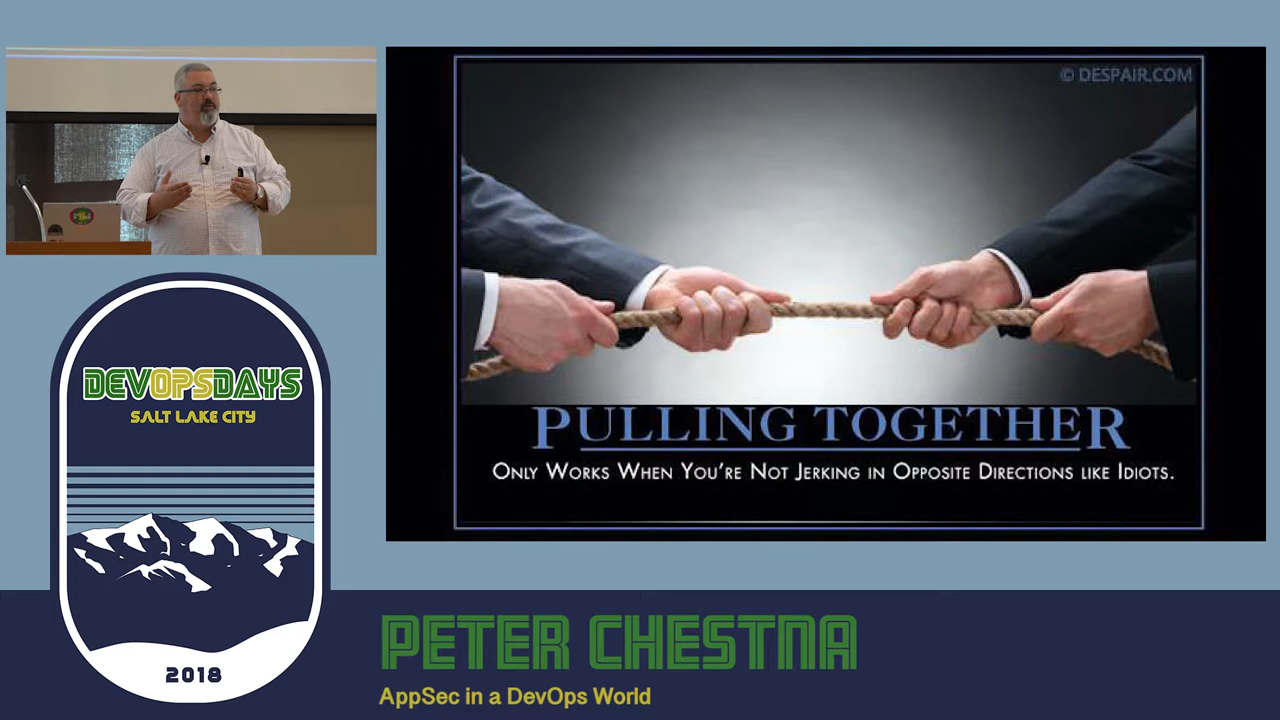 © DESPAIR.COM
PULLING TOGETHER
ONLY WORKS WHEN YOU'RE NOT JERKING IN OPPOSITE DIRECTIONS LIKE IDIOTS.
DEVOPSDAYS
SALT LAKE CITY
2018
PETER CHESTNA
AppSec in a DevOps World